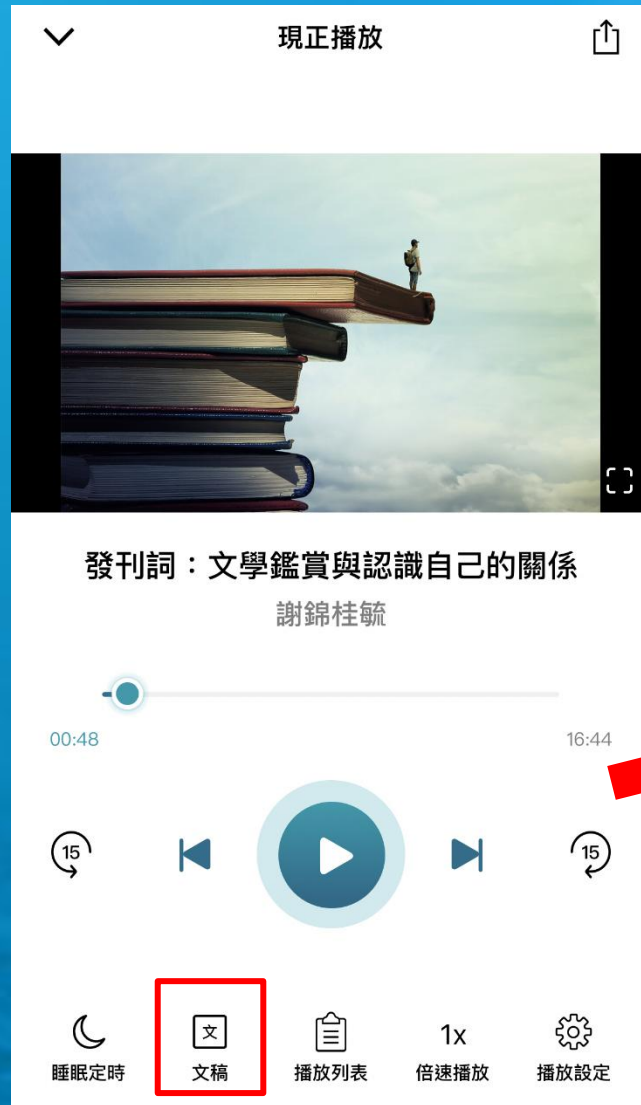 現正播放
發刊詞：文學鑑賞與認識自己的關係
謝錦桂毓
00:48
16:44
15
15
文
1x
睡眠定時
文稿
播放列表
倍速播放
播放設定